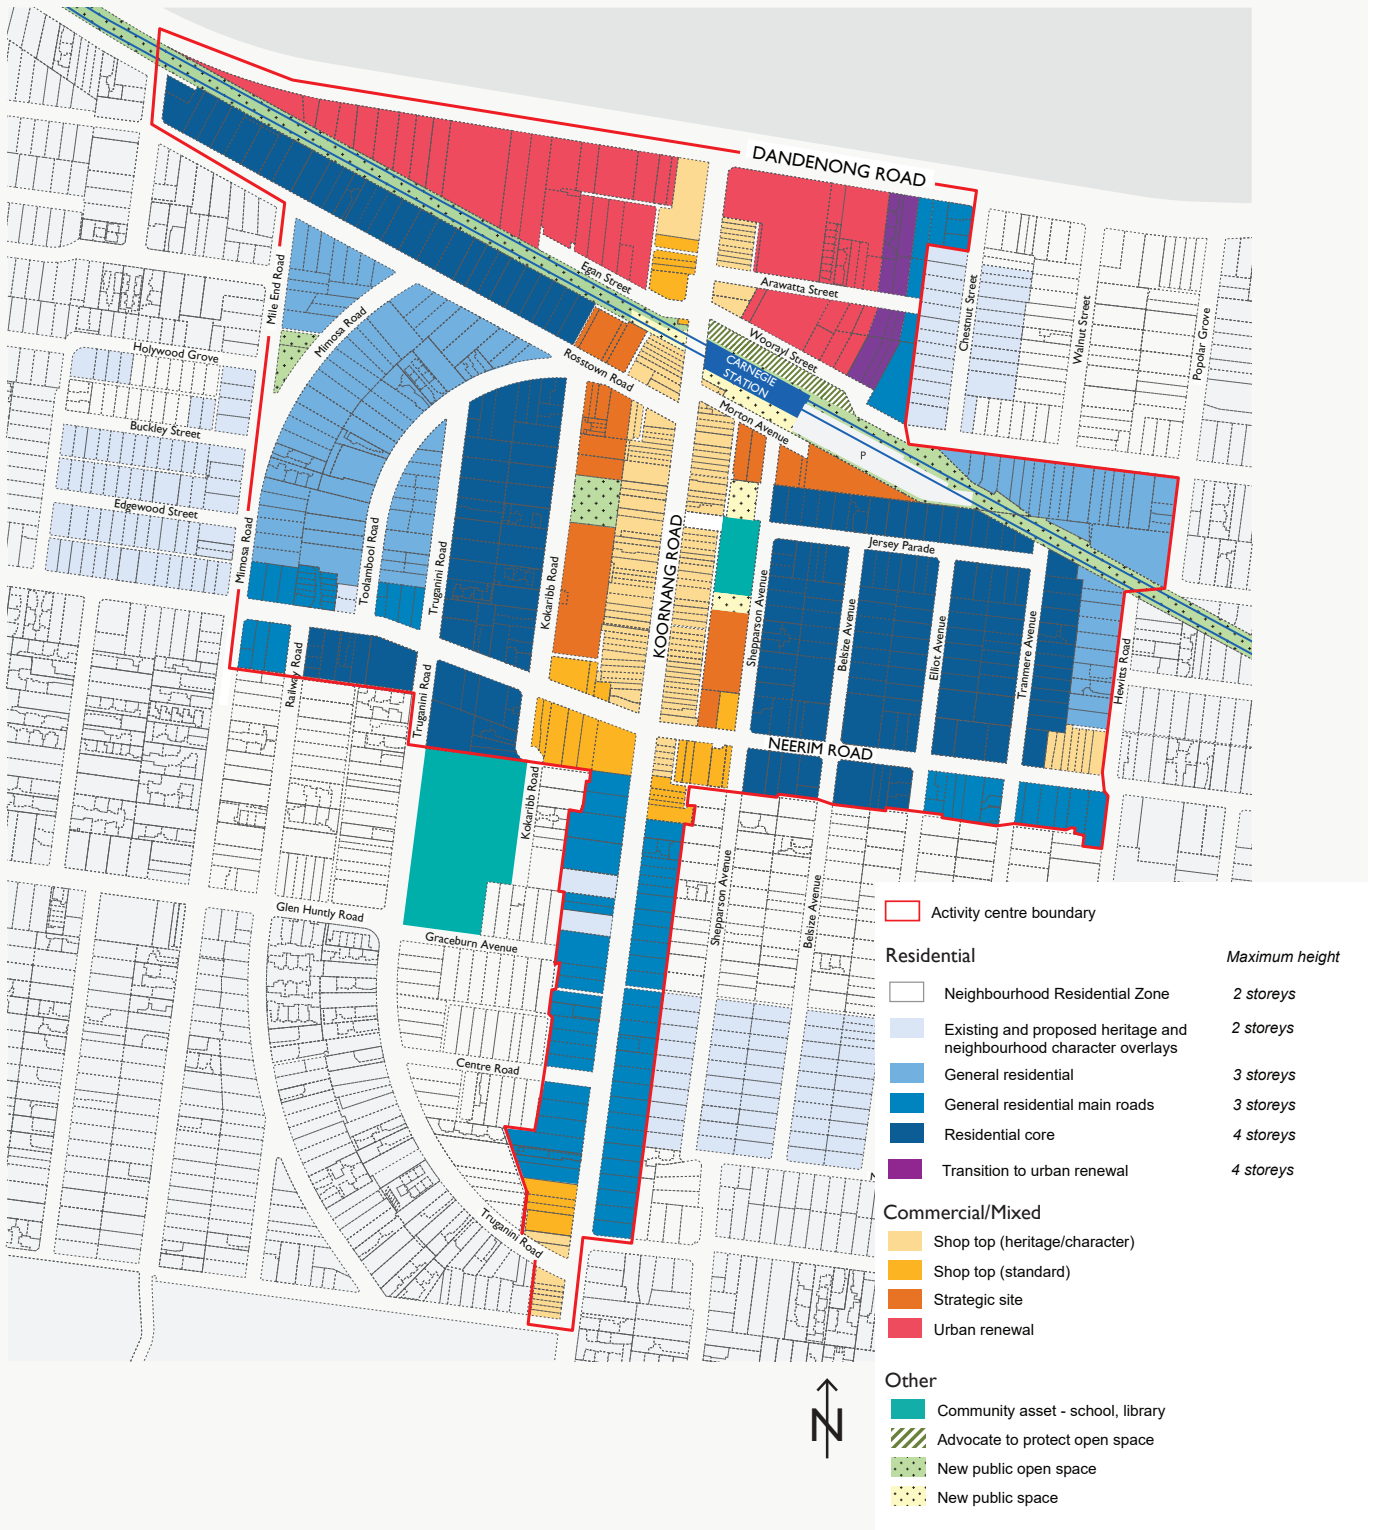 DANDENONG ROAD
Egan Street
Arawatta Street
Mile End Road
Mimosa Road
Chestnut Street
Walnut Street
Popolar Grove
Woorayl Street
Holywood Grove
Rosstown Road
CARNEGIE
STATION
Morton Avenue
Buckley Street
P
Edgewood Street
Mimosa Road
Toolambool Road
Truganini Road
Kokaribb Road
KOORNANG ROAD
Jersey Parade
Shepparson Avenue
Belsize Avenue
Elliot Avenue
Tranmere Avenue
Hewitts Road
Railway Road
Truganini Road
NEERIM ROAD
Kokaribb Road
Shepparson Avenue
Belsize Avenue
Glen Huntly Road
Graceburn Avenue
Centre Road
Truganini Road
N
Activity centre boundary
Residential
Maximum height
Neighbourhood Residential Zone
2 storeys
Existing and proposed heritage and
neighbourhood character overlays
2 storeys
General residential
3 storeys
General residential main roads
3 storeys
Residential core
4 storeys
Transition to urban renewal
4 storeys
Commercial/Mixed
Shop top (heritage/character)
Shop top (standard)
Strategic site
Urban renewal
Other
Community asset - school, library
Advocate to protect open space
New public open space
New public space